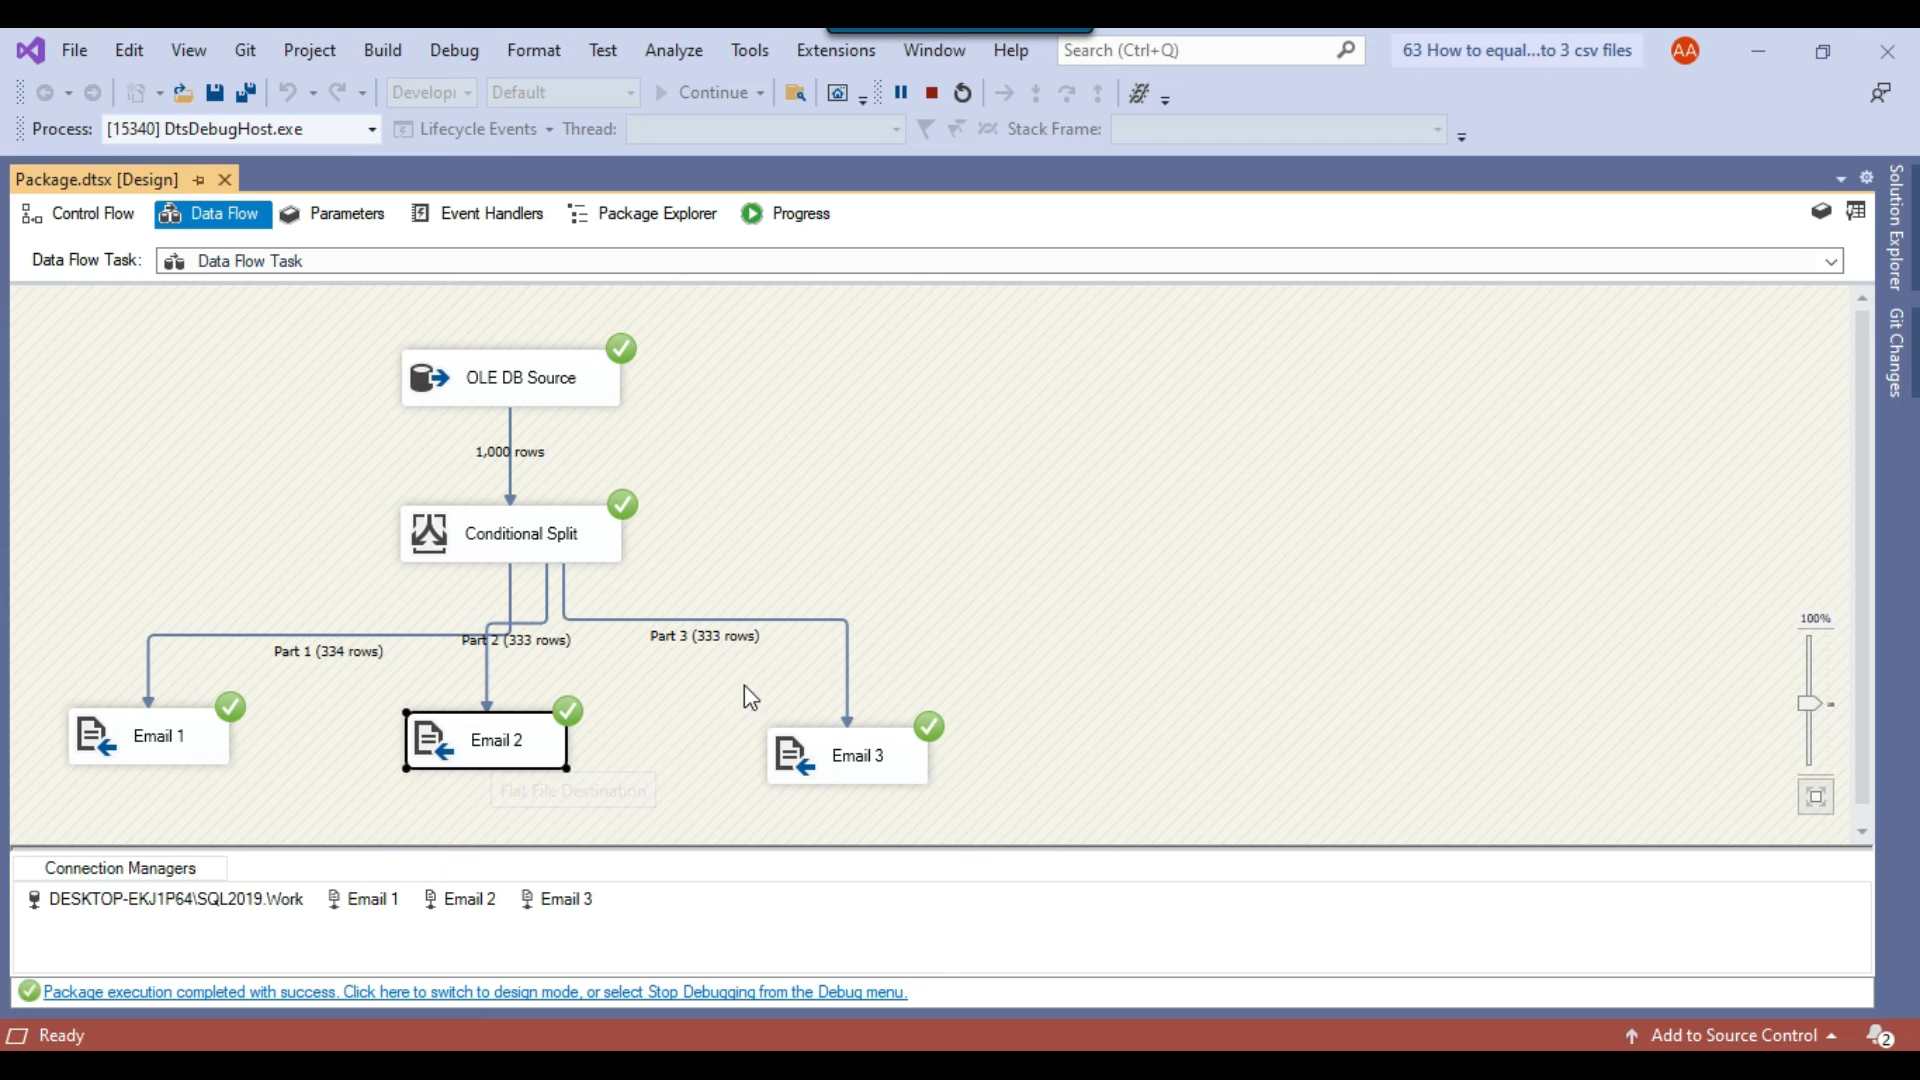 File Edit View Git Project Build Debug Format Test Analyze Tools Extensions Window Help Search (Ctrl+Q) 63 How to equal...to 3 csv files AA
Developi Default Continue
Process: [15340] DtsDebugHost.exe Lifecycle Events Thread: Stack Frame:
Package.dtsx [Design]
Control Flow Data Flow Parameters Event Handlers Package Explorer Progress
Data Flow Task: Data Flow Task
Solution Explorer
Git Changes
OLE DB Source
1,000 rows
Conditional Split
Part 1 (334 rows)
Part 2 (333 rows)
Part 3 (333 rows)
100%
Email 1
Email 2
Email 3
Flat File Destination
Connection Managers
DESKTOP-EKJ1P64\SQL2019.Work Email 1 Email 2 Email 3
Package execution completed with success. Click here to switch to design mode, or select Stop Debugging from the Debug menu.
Ready Add to Source Control 2